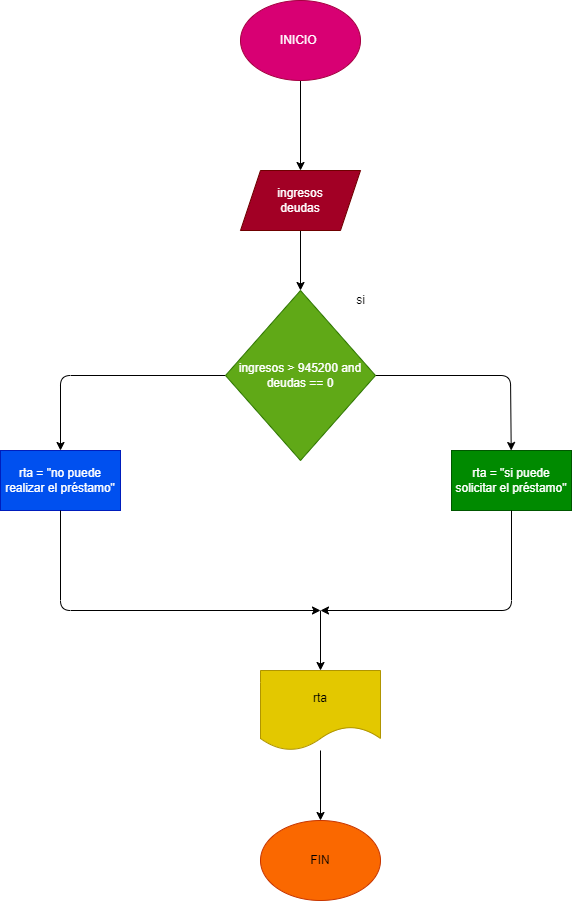 INICIO
ingresos
deudas
si
ingresos > 945200 and
deudas == 0
rta = "no puede
realizar el préstamo"
rta = "si puede
solicitar el préstamo"
rta
FIN